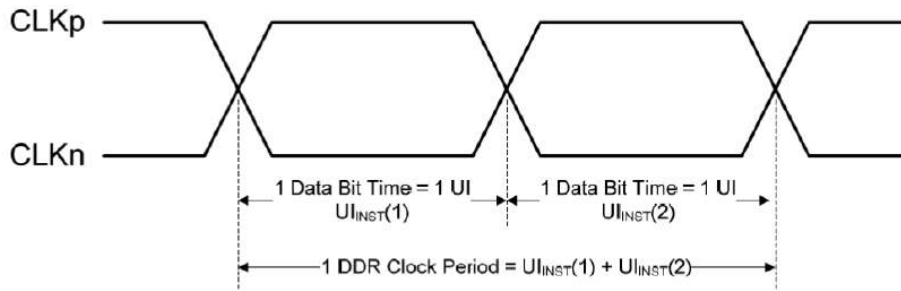 CLKp
CLKn
1 Data Bit Time = 1 UI
UIINST(1)
1 Data Bit Time = 1 UI
UIINST(2)
1 DDR Clock Period = UIINST(1) + UIINST(2)